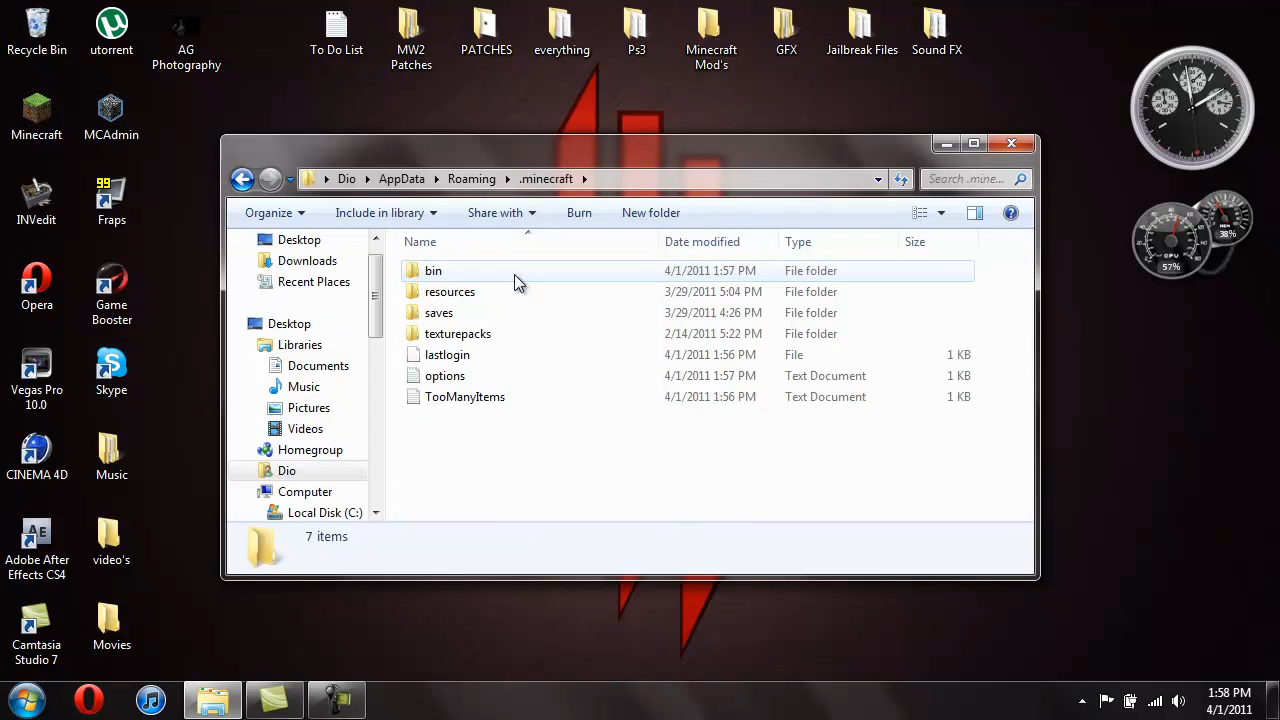 Recycle Bin
utorrent
AG
Photography
To Do List
MW2
Patches
PATCHES
everything
Ps3
Minecraft
Mod's
GFX
Jailbreak Files
Sound FX
Minecraft
MCAdmin
INVedit
99
Fraps
Opera
Game
Booster
Vegas Pro
10.0
Skype
CINEMA 4D
Music
AE
Adobe After
Effects CS4
video's
Camtasia
Studio 7
Movies
Dio
AppData
Roaming
.minecraft
Search .mine...
Organize
Include in library
Share with
Burn
New folder
Desktop
Downloads
Recent Places
Desktop
Libraries
Documents
Music
Pictures
Videos
Homegroup
Dio
Computer
Local Disk (C:)
Name Date modified Type Size
bin 4/1/2011 1:57 PM File folder
resources 3/29/2011 5:04 PM File folder
saves 3/29/2011 4:26 PM File folder
texturepacks 2/14/2011 5:22 PM File folder
lastlogin 4/1/2011 1:56 PM File 1 KB
options 4/1/2011 1:57 PM Text Document 1 KB
TooManyItems 4/1/2011 1:56 PM Text Document 1 KB
7 items
38%
57%
1:58 PM
4/1/2011